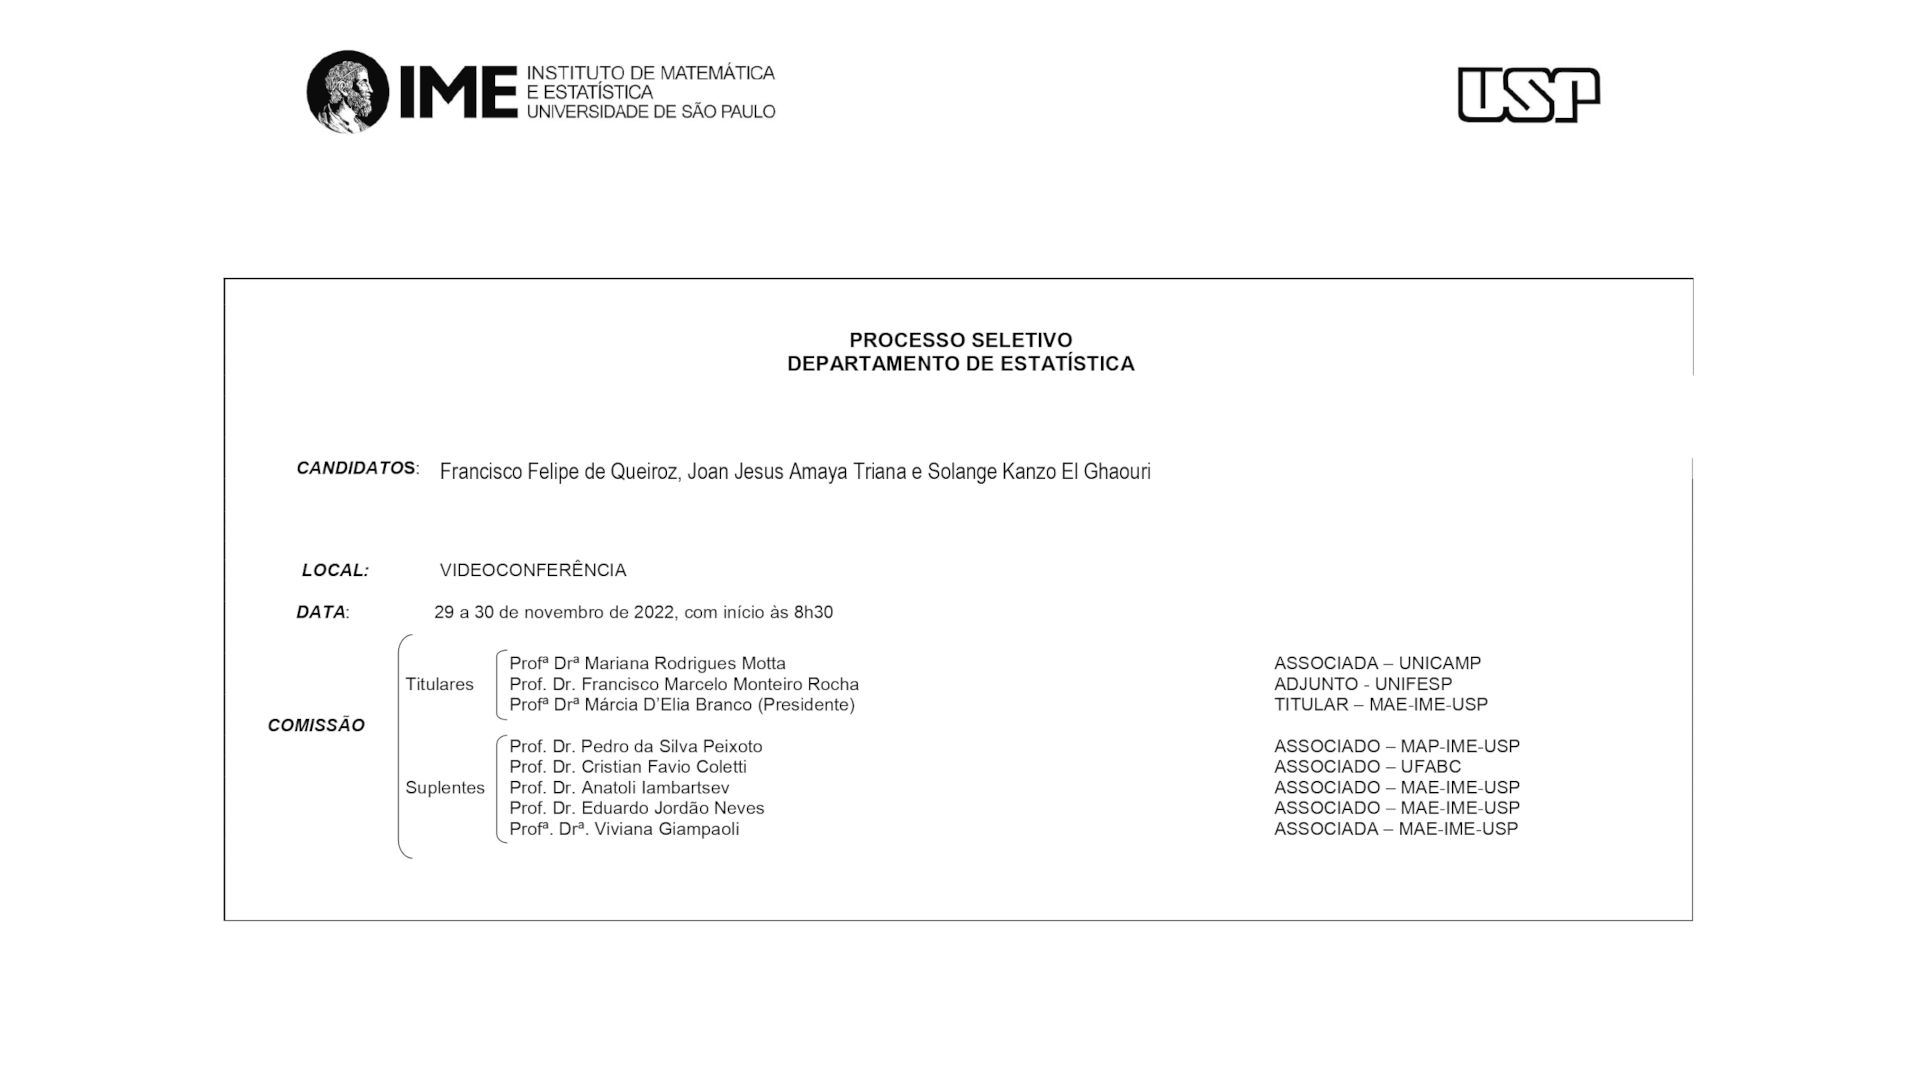 IME INSTITUTO DE MATEMÁTICA
E ESTATÍSTICA
UNIVERSIDADE DE SÃO PAULO
USP
PROCESSO SELETIVO
DEPARTAMENTO DE ESTATÍSTICA
CANDIDATOS: Francisco Felipe de Queiroz, Joan Jesus Amaya Triana e Solange Kanzo El Ghaouri
LOCAL: VIDEOCONFERÊNCIA
DATA: 29 a 30 de novembro de 2022, com início às 8h30
COMISSÃO
Titulares
Profª Drª Mariana Rodrigues Motta ASSOCIADA – UNICAMP
Prof. Dr. Francisco Marcelo Monteiro Rocha ADJUNTO - UNIFESP
Profª Drª Márcia D’Elia Branco (Presidente) TITULAR – MAE-IME-USP
Suplentes
Prof. Dr. Pedro da Silva Peixoto ASSOCIADO – MAP-IME-USP
Prof. Dr. Cristian Favio Coletti ASSOCIADO – UFABC
Prof. Dr. Anatoli Iambartsev ASSOCIADO – MAE-IME-USP
Prof. Dr. Eduardo Jordão Neves ASSOCIADO – MAE-IME-USP
Profª. Drª. Viviana Giampaoli ASSOCIADA – MAE-IME-USP